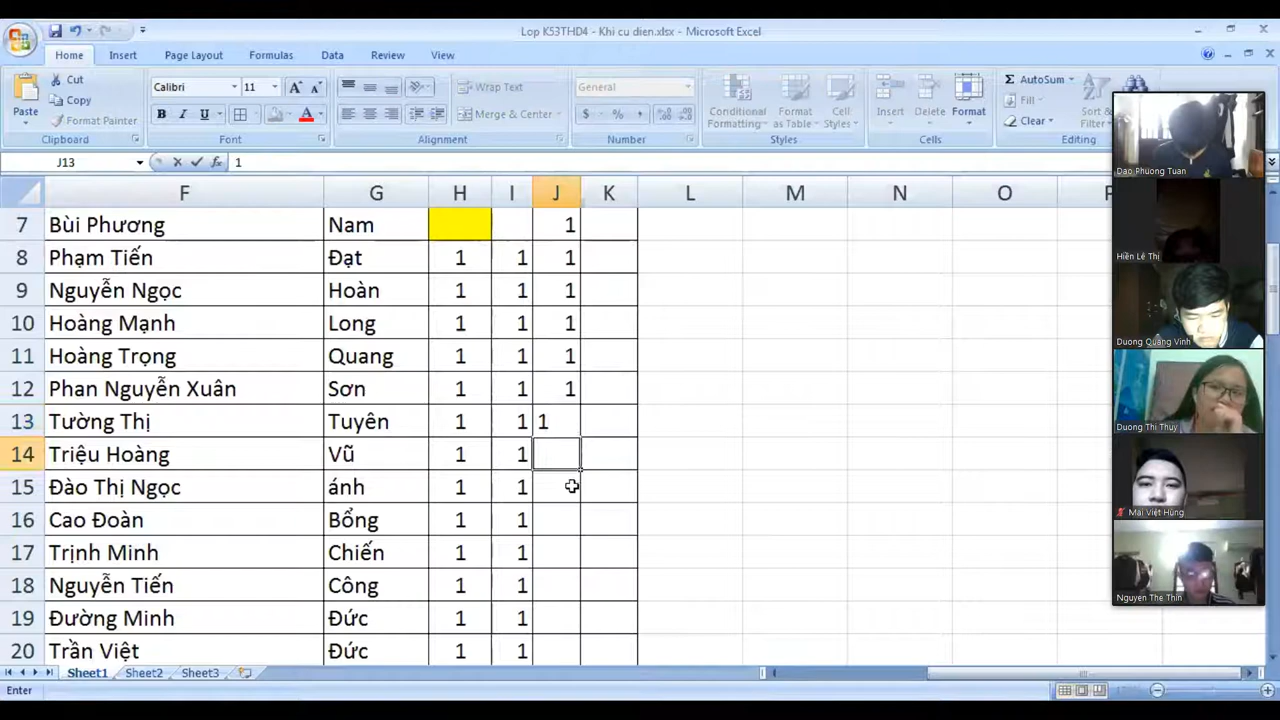 Lop K53THD4 - Khi cu dien.xlsx - Microsoft Excel
Home Insert Page Layout Formulas Data Review View
Paste Cut Copy Format Painter Clipboard
Calibri 11 B I U Font
Wrap Text Merge & Center Alignment
General $ % , Number
Conditional Formatting Format as Table Cell Styles Styles
Insert Delete Format Cells
AutoSum Fill Clear Sort & Editing
J13 fx 1
F G H I J K L M N O P
7 Bùi Phương Nam 1
8 Phạm Tiến Đạt 1 1 1
9 Nguyễn Ngọc Hoàn 1 1 1
10 Hoàng Mạnh Long 1 1 1
11 Hoàng Trọng Quang 1 1 1
12 Phan Nguyễn Xuân Sơn 1 1 1
13 Tường Thị Tuyên 1 1 1
14 Triệu Hoàng Vũ 1 1
15 Đào Thị Ngọc ánh 1 1
16 Cao Đoàn Bổng 1 1
17 Trịnh Minh Chiến 1 1
18 Nguyễn Tiến Công 1 1
19 Đường Minh Đức 1 1
20 Trần Việt Đức 1 1
Sheet1 Sheet2 Sheet3
Enter
Dao Phuong Tuan
Hiền Lê Thị
Duong Quang Vinh
Duong Thi Thuy
Mai Việt Hùng
Nguyen The Thin